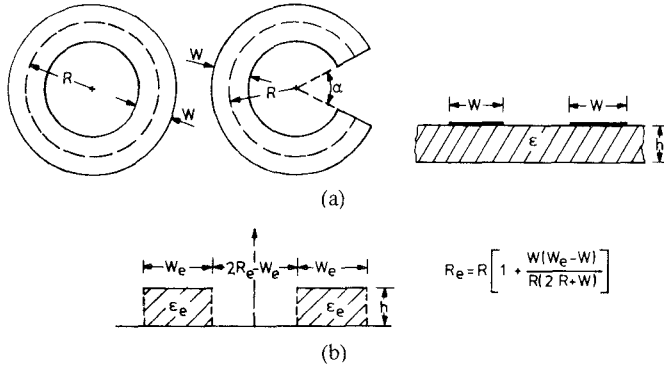 W
R
W
W
R
α
W
W
ε
h
(a)
Wₑ
2Rₑ-Wₑ
Wₑ
εₑ
εₑ
h
Rₑ = R [ 1 + W(Wₑ-W) / R(2R+W) ]
(b)